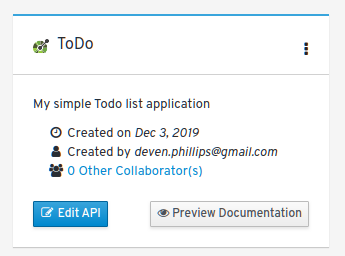 ToDo
My simple Todo list application
Created on Dec 3, 2019
Created by deven.phillips@gmail.com
0 Other Collaborator(s)
Edit API
Preview Documentation